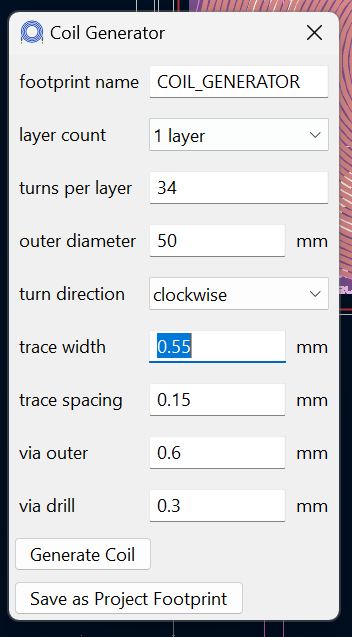 Coil Generator
footprint name COIL_GENERATOR
layer count 1 layer
turns per layer 34
outer diameter 50 mm
turn direction clockwise
trace width 0.55 mm
trace spacing 0.15 mm
via outer 0.6 mm
via drill 0.3 mm
Generate Coil
Save as Project Footprint